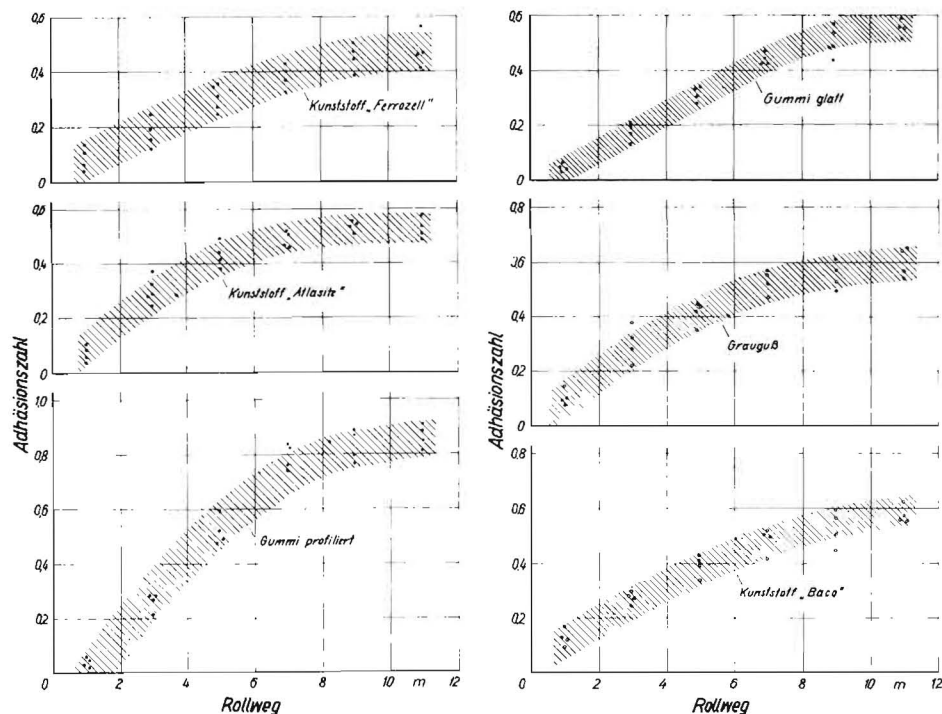 0,6
0,4
0,2
0
Kunststoff „Ferrozell"
0,6
0,4
0,2
0
Kunststoff „Atlasite"
1,0
0,8
0,6
0,4
0,2
Gummi profiliert
Adhäsionszahl
0 2 4 6 8 10 m 12
Rollweg
0,6
0,4
0,2
0
Gummi glatt
0,8
0,6
0,4
0,2
0
Grauguß
0,8
0,6
0,4
0,2
Kunststoff „Baco"
Adhäsionszahl
0 2 4 6 8 10 m 12
Rollweg